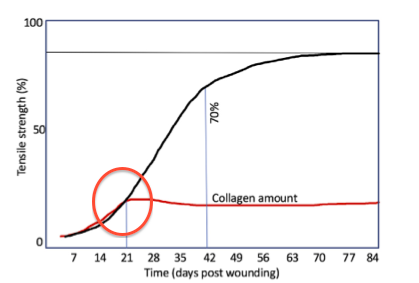 100
Tensile strength (%)
50
70%
Collagen amount
0
7 14 21 28 35 42 49 56 63 70 77 84
Time (days post wounding)